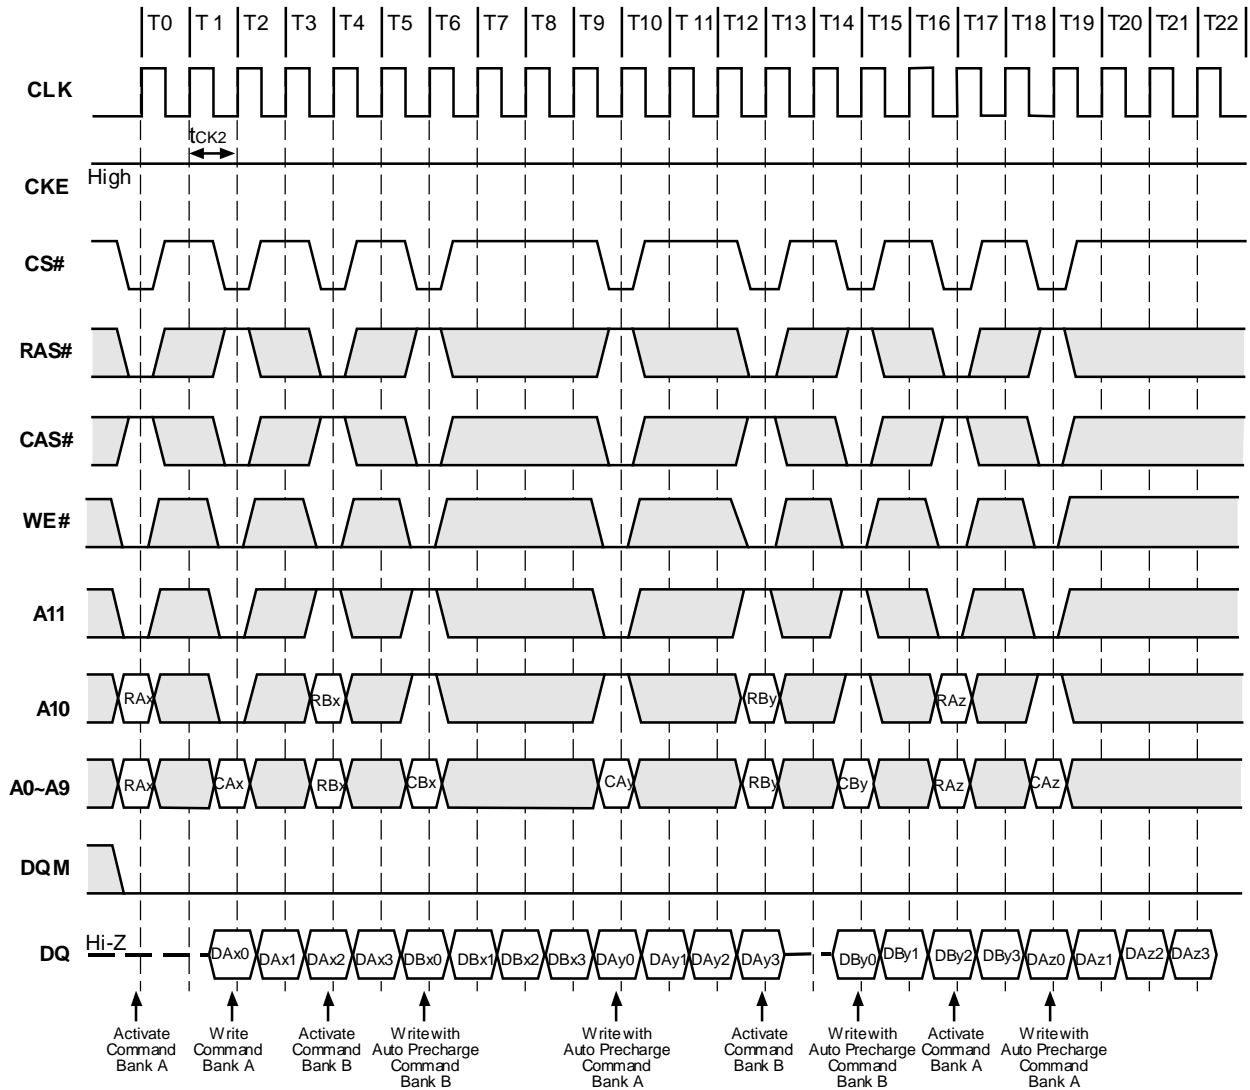 T0 T 1 T2 T3 T4 T5 T6 T7 T8 T9 T10 T 11 T12 T13 T14 T15 T16 T17 T18 T19 T20 T21 T22
CLK
tCK2
High
CKE
CS#
RAS#
CAS#
WE#
A11
A10 RAx RBx RBy RAz
A0~A9 RAx CAx RBx CBx CAy RBy CBy RAz CAz
DQM
Hi-Z
DQ DAx0 DAx1 DAx2 DAx3 DBx0 DBx1 DBx2 DBx3 DAy0 DAy1 DAy2 DAy3 DBy0 DBy1 DBy2 DBy3 DAz0 DAz1 DAz2 DAz3
Activate
Command
Bank A
Write
Command
Bank A
Activate
Command
Bank B
Write with
Auto Precharge
Command
Bank B
Write with
Auto Precharge
Command
Bank A
Activate
Command
Bank B
Write with
Auto Precharge
Command
Bank B
Activate
Command
Bank A
Write with
Auto Precharge
Command
Bank A